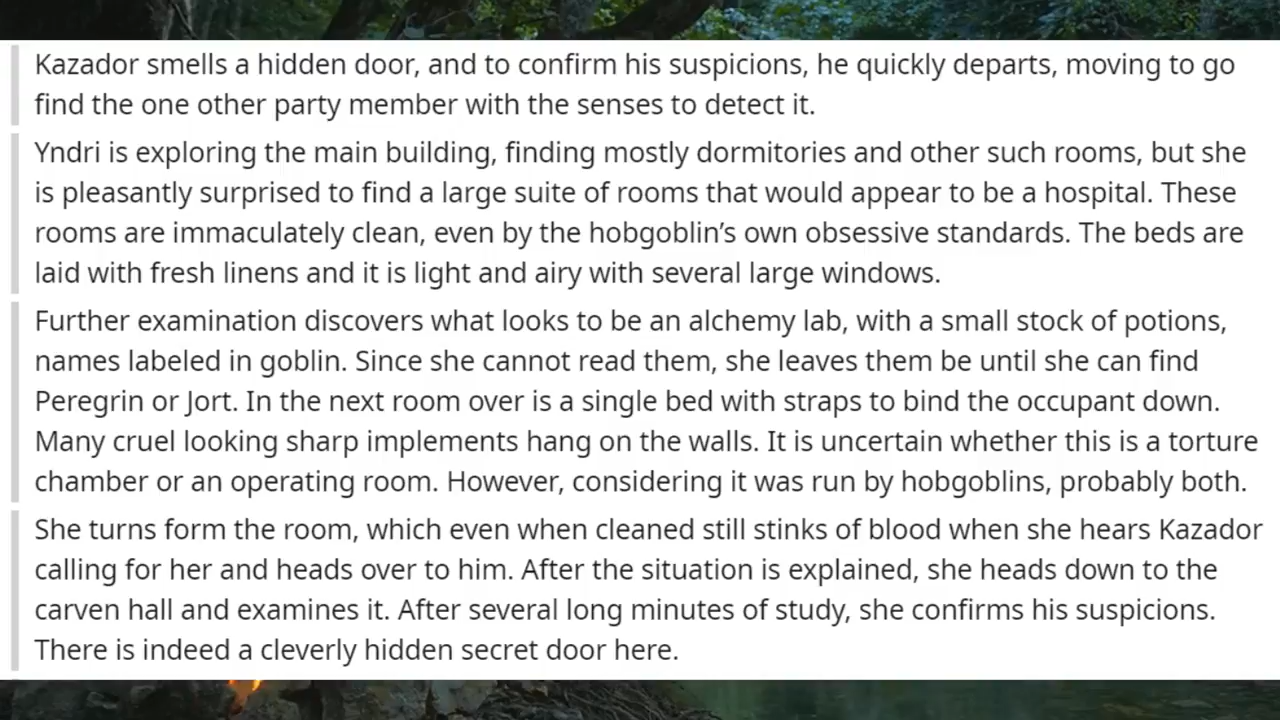 Kazador smells a hidden door, and to confirm his suspicions, he quickly departs, moving to go
find the one other party member with the senses to detect it.
Yndri is exploring the main building, finding mostly dormitories and other such rooms, but she
is pleasantly surprised to find a large suite of rooms that would appear to be a hospital. These
rooms are immaculately clean, even by the hobgoblin’s own obsessive standards. The beds are
laid with fresh linens and it is light and airy with several large windows.
Further examination discovers what looks to be an alchemy lab, with a small stock of potions,
names labeled in goblin. Since she cannot read them, she leaves them be until she can find
Peregrin or Jort. In the next room over is a single bed with straps to bind the occupant down.
Many cruel looking sharp implements hang on the walls. It is uncertain whether this is a torture
chamber or an operating room. However, considering it was run by hobgoblins, probably both.
She turns form the room, which even when cleaned still stinks of blood when she hears Kazador
calling for her and heads over to him. After the situation is explained, she heads down to the
carven hall and examines it. After several long minutes of study, she confirms his suspicions.
There is indeed a cleverly hidden secret door here.